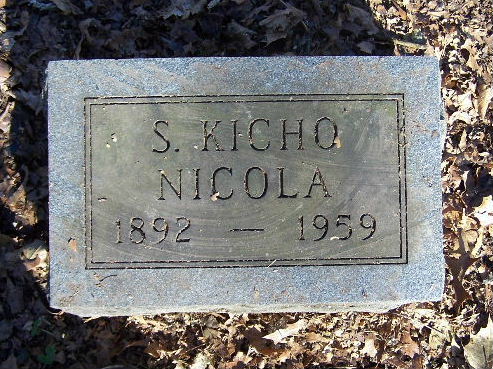 S. KICHO
NICOLA
1892 — 1959